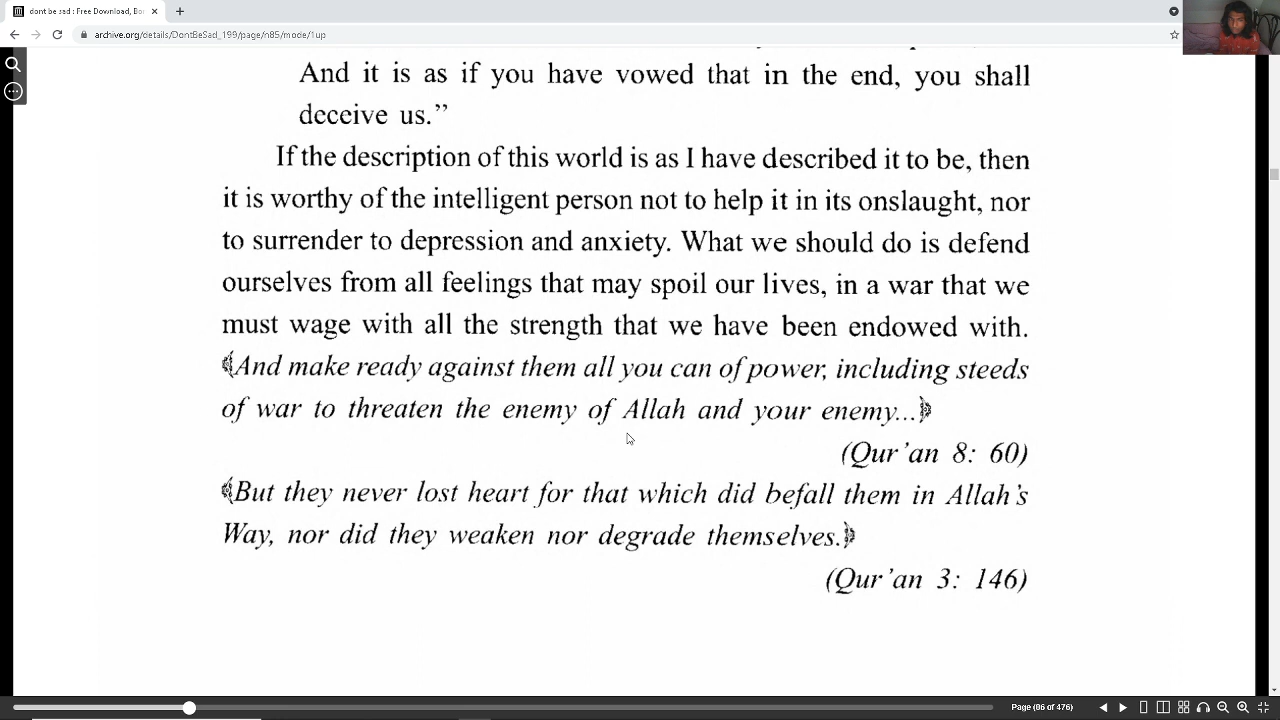 dont be sad : Free Download, Bor
archive.org/details/DontBeSad_199/page/n85/mode/1up
And it is as if you have vowed that in the end, you shall
deceive us.”
If the description of this world is as I have described it to be, then
it is worthy of the intelligent person not to help it in its onslaught, nor
to surrender to depression and anxiety. What we should do is defend
ourselves from all feelings that may spoil our lives, in a war that we
must wage with all the strength that we have been endowed with.
﴾And make ready against them all you can of power, including steeds
of war to threaten the enemy of Allah and your enemy...﴿
(Qur’an 8: 60)
﴾But they never lost heart for that which did befall them in Allah’s
Way, nor did they weaken nor degrade themselves.﴿
(Qur’an 3: 146)
Page (86 of 476)